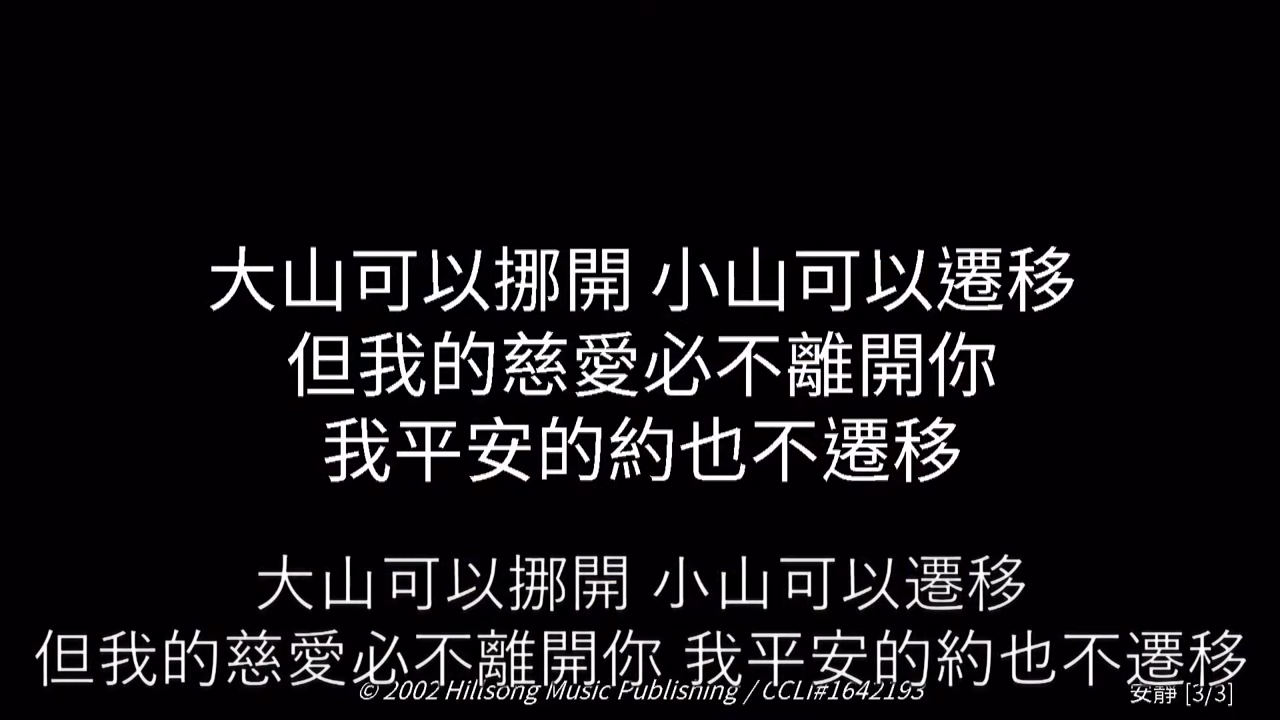 大山可以挪開 小山可以遷移
但我的慈愛必不離開你
我平安的約也不遷移
大山可以挪開 小山可以遷移
但我的慈愛必不離開你 我平安的約也不遷移
© 2002 Hillsong Music Publishing / CCLI#1642193
安靜 [3/3]